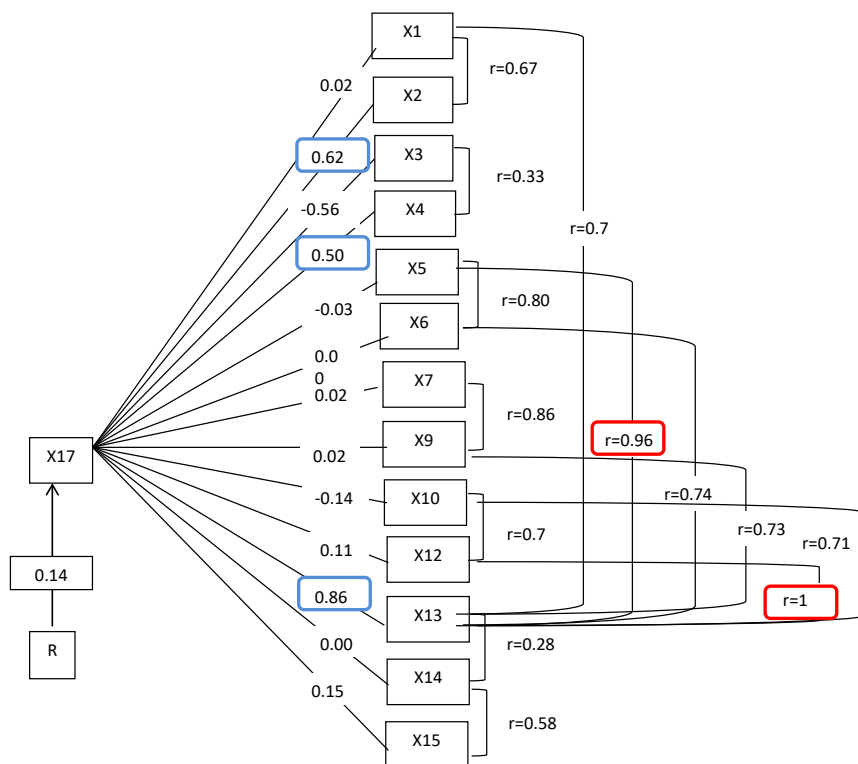 X1
r=0.67
0.02
X2
0.62
X3
r=0.33
-0.56
X4
r=0.7
0.50
X5
r=0.80
-0.03
X6
0.0
0
X7
0.02
r=0.86
X9
r=0.96
X17
0.02
X10
r=0.74
-0.14
r=0.73
r=0.7
r=0.71
X12
0.11
0.14
0.86
r=1
X13
R
0.00
r=0.28
X14
0.15
r=0.58
X15